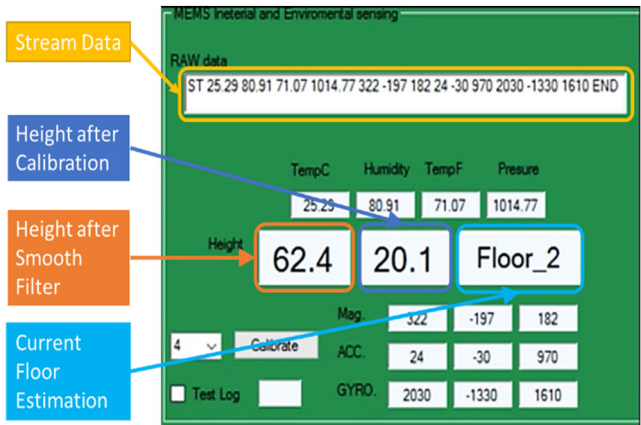 MEMS Ineterial and Enviromental sensing
Stream Data
RAW data
ST 25.29 80.91 71.07 1014.77 322 -197 182 24 -30 970 2030 -1330 1610 END
Height after
Calibration
TempC Humidity TempF Presure
25.29 80.91 71.07 1014.77
Height after
Smooth
Filter
Height 62.4 20.1 Floor_2
Current
Floor
Estimation
Mag. 322 -197 182
4 Calibrate ACC. 24 -30 970
Test Log GYRO. 2030 -1330 1610